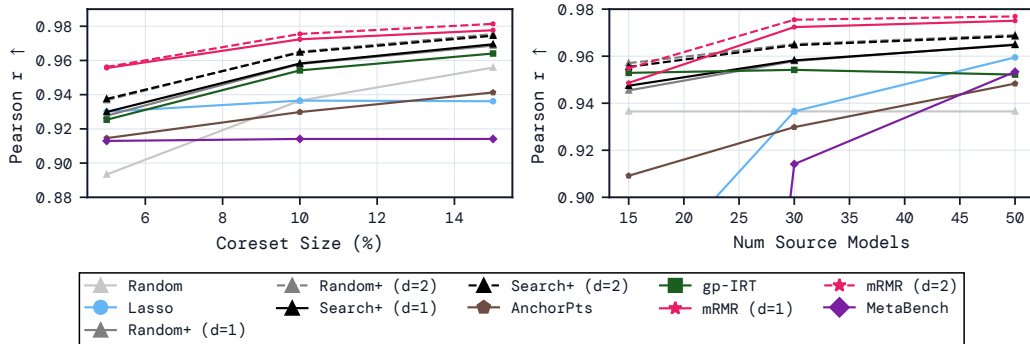 0.98
0.96
0.94
0.92
0.90
0.88
Pearson r ↑
6
8
10
12
14
Coreset Size (%)
0.98
0.96
0.94
0.92
0.90
Pearson r ↑
15
20
25
30
35
40
45
50
Num Source Models
Random
Random+ (d=2)
Search+ (d=2)
gp-IRT
mRMR (d=2)
Lasso
Search+ (d=1)
AnchorPts
mRMR (d=1)
MetaBench
Random+ (d=1)